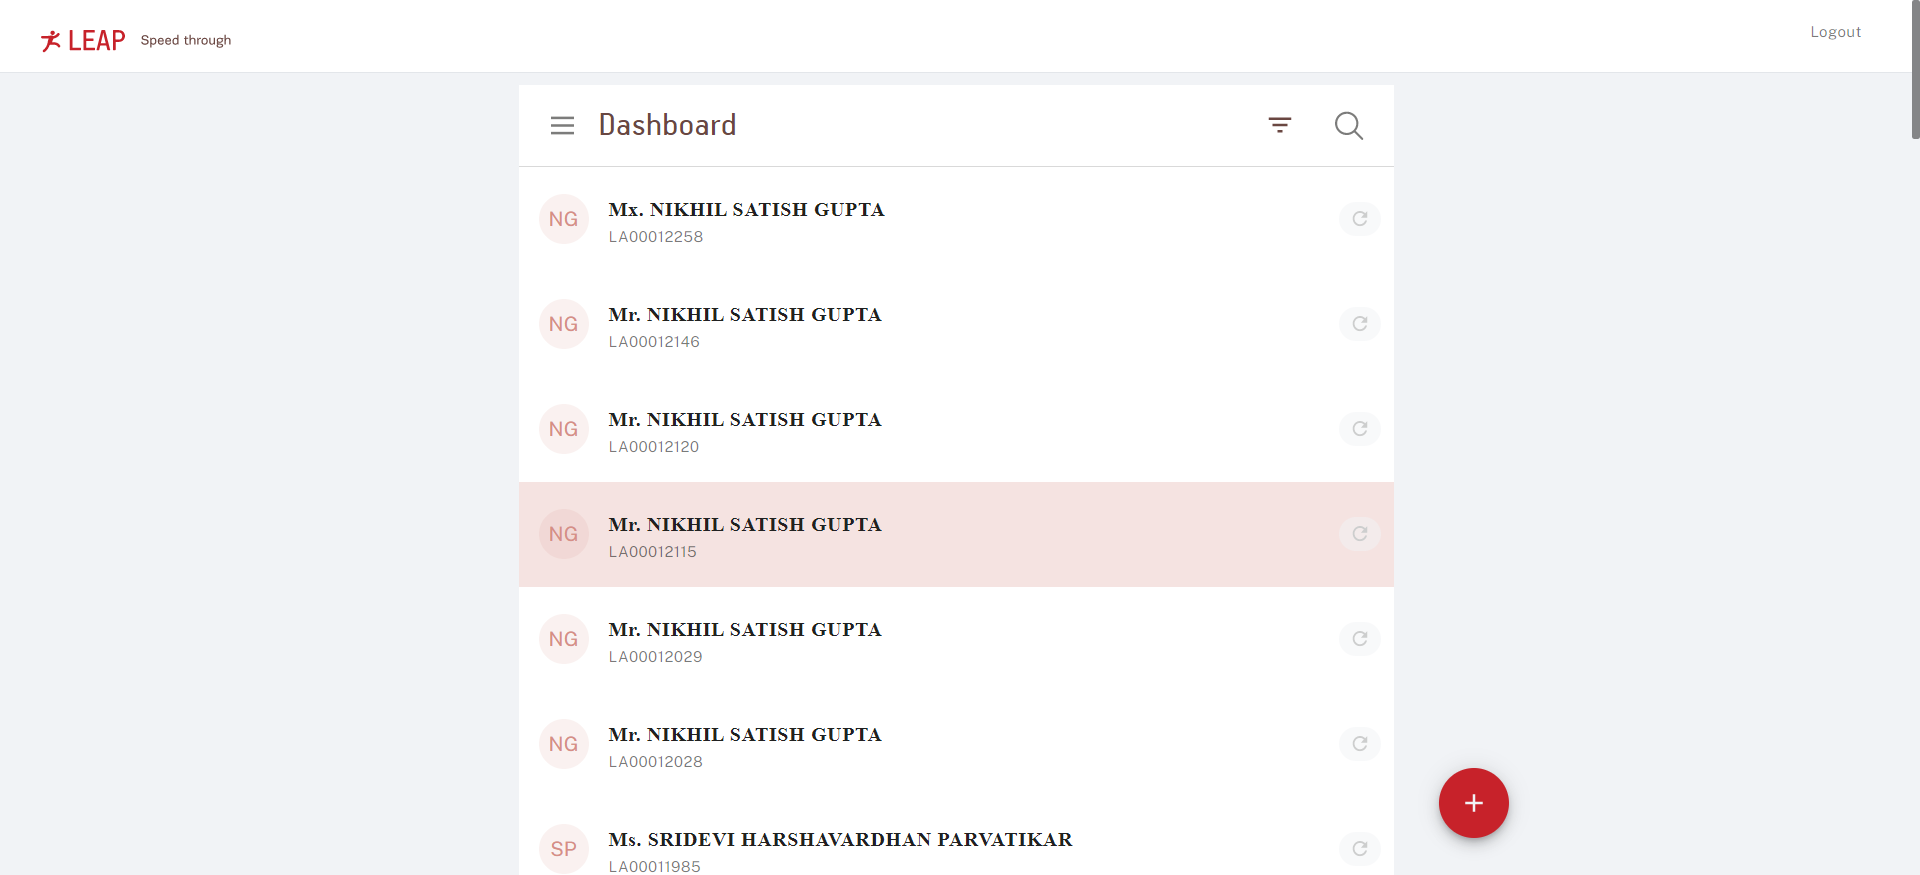 LEAP Speed through
Logout
Dashboard
NG
Mx. NIKHIL SATISH GUPTA
LA00012258
NG
Mr. NIKHIL SATISH GUPTA
LA00012146
NG
Mr. NIKHIL SATISH GUPTA
LA00012120
NG
Mr. NIKHIL SATISH GUPTA
LA00012115
NG
Mr. NIKHIL SATISH GUPTA
LA00012029
NG
Mr. NIKHIL SATISH GUPTA
LA00012028
SP
Ms. SRIDEVI HARSHAVARDHAN PARVATIKAR
LA00011985